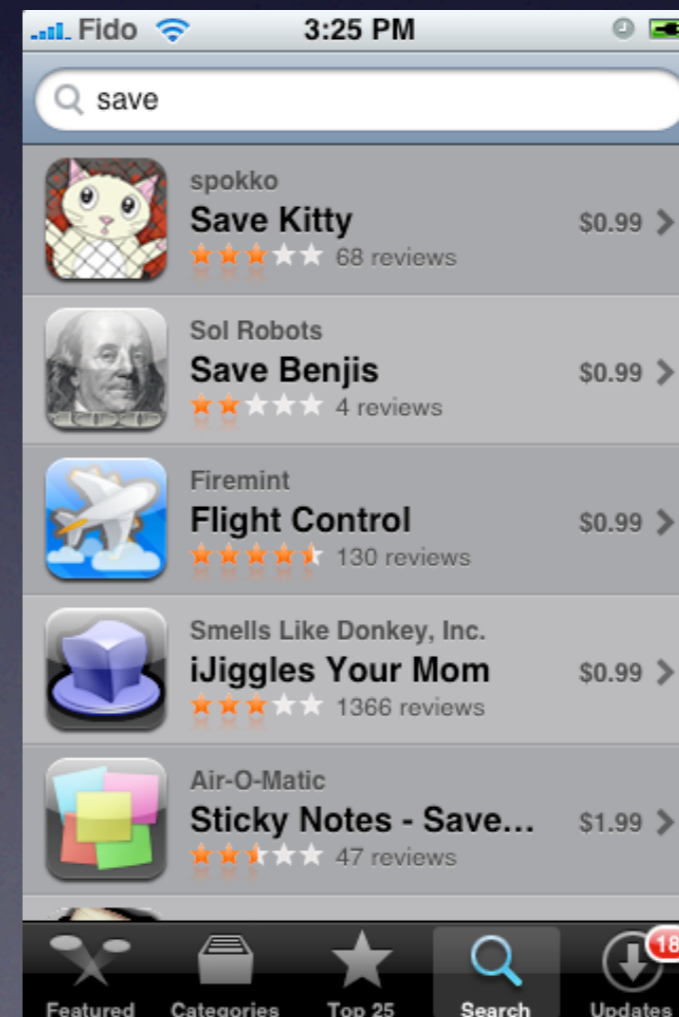 Fido 3:25 PM
save
spokko
Save Kitty
68 reviews
$0.99
Sol Robots
Save Benjis
4 reviews
$0.99
Firemint
Flight Control
130 reviews
$0.99
Smells Like Donkey, Inc.
iJiggles Your Mom
1366 reviews
$0.99
Air-O-Matic
Sticky Notes - Save...
47 reviews
$1.99
18
Featured Categories Top 25 Search Updates